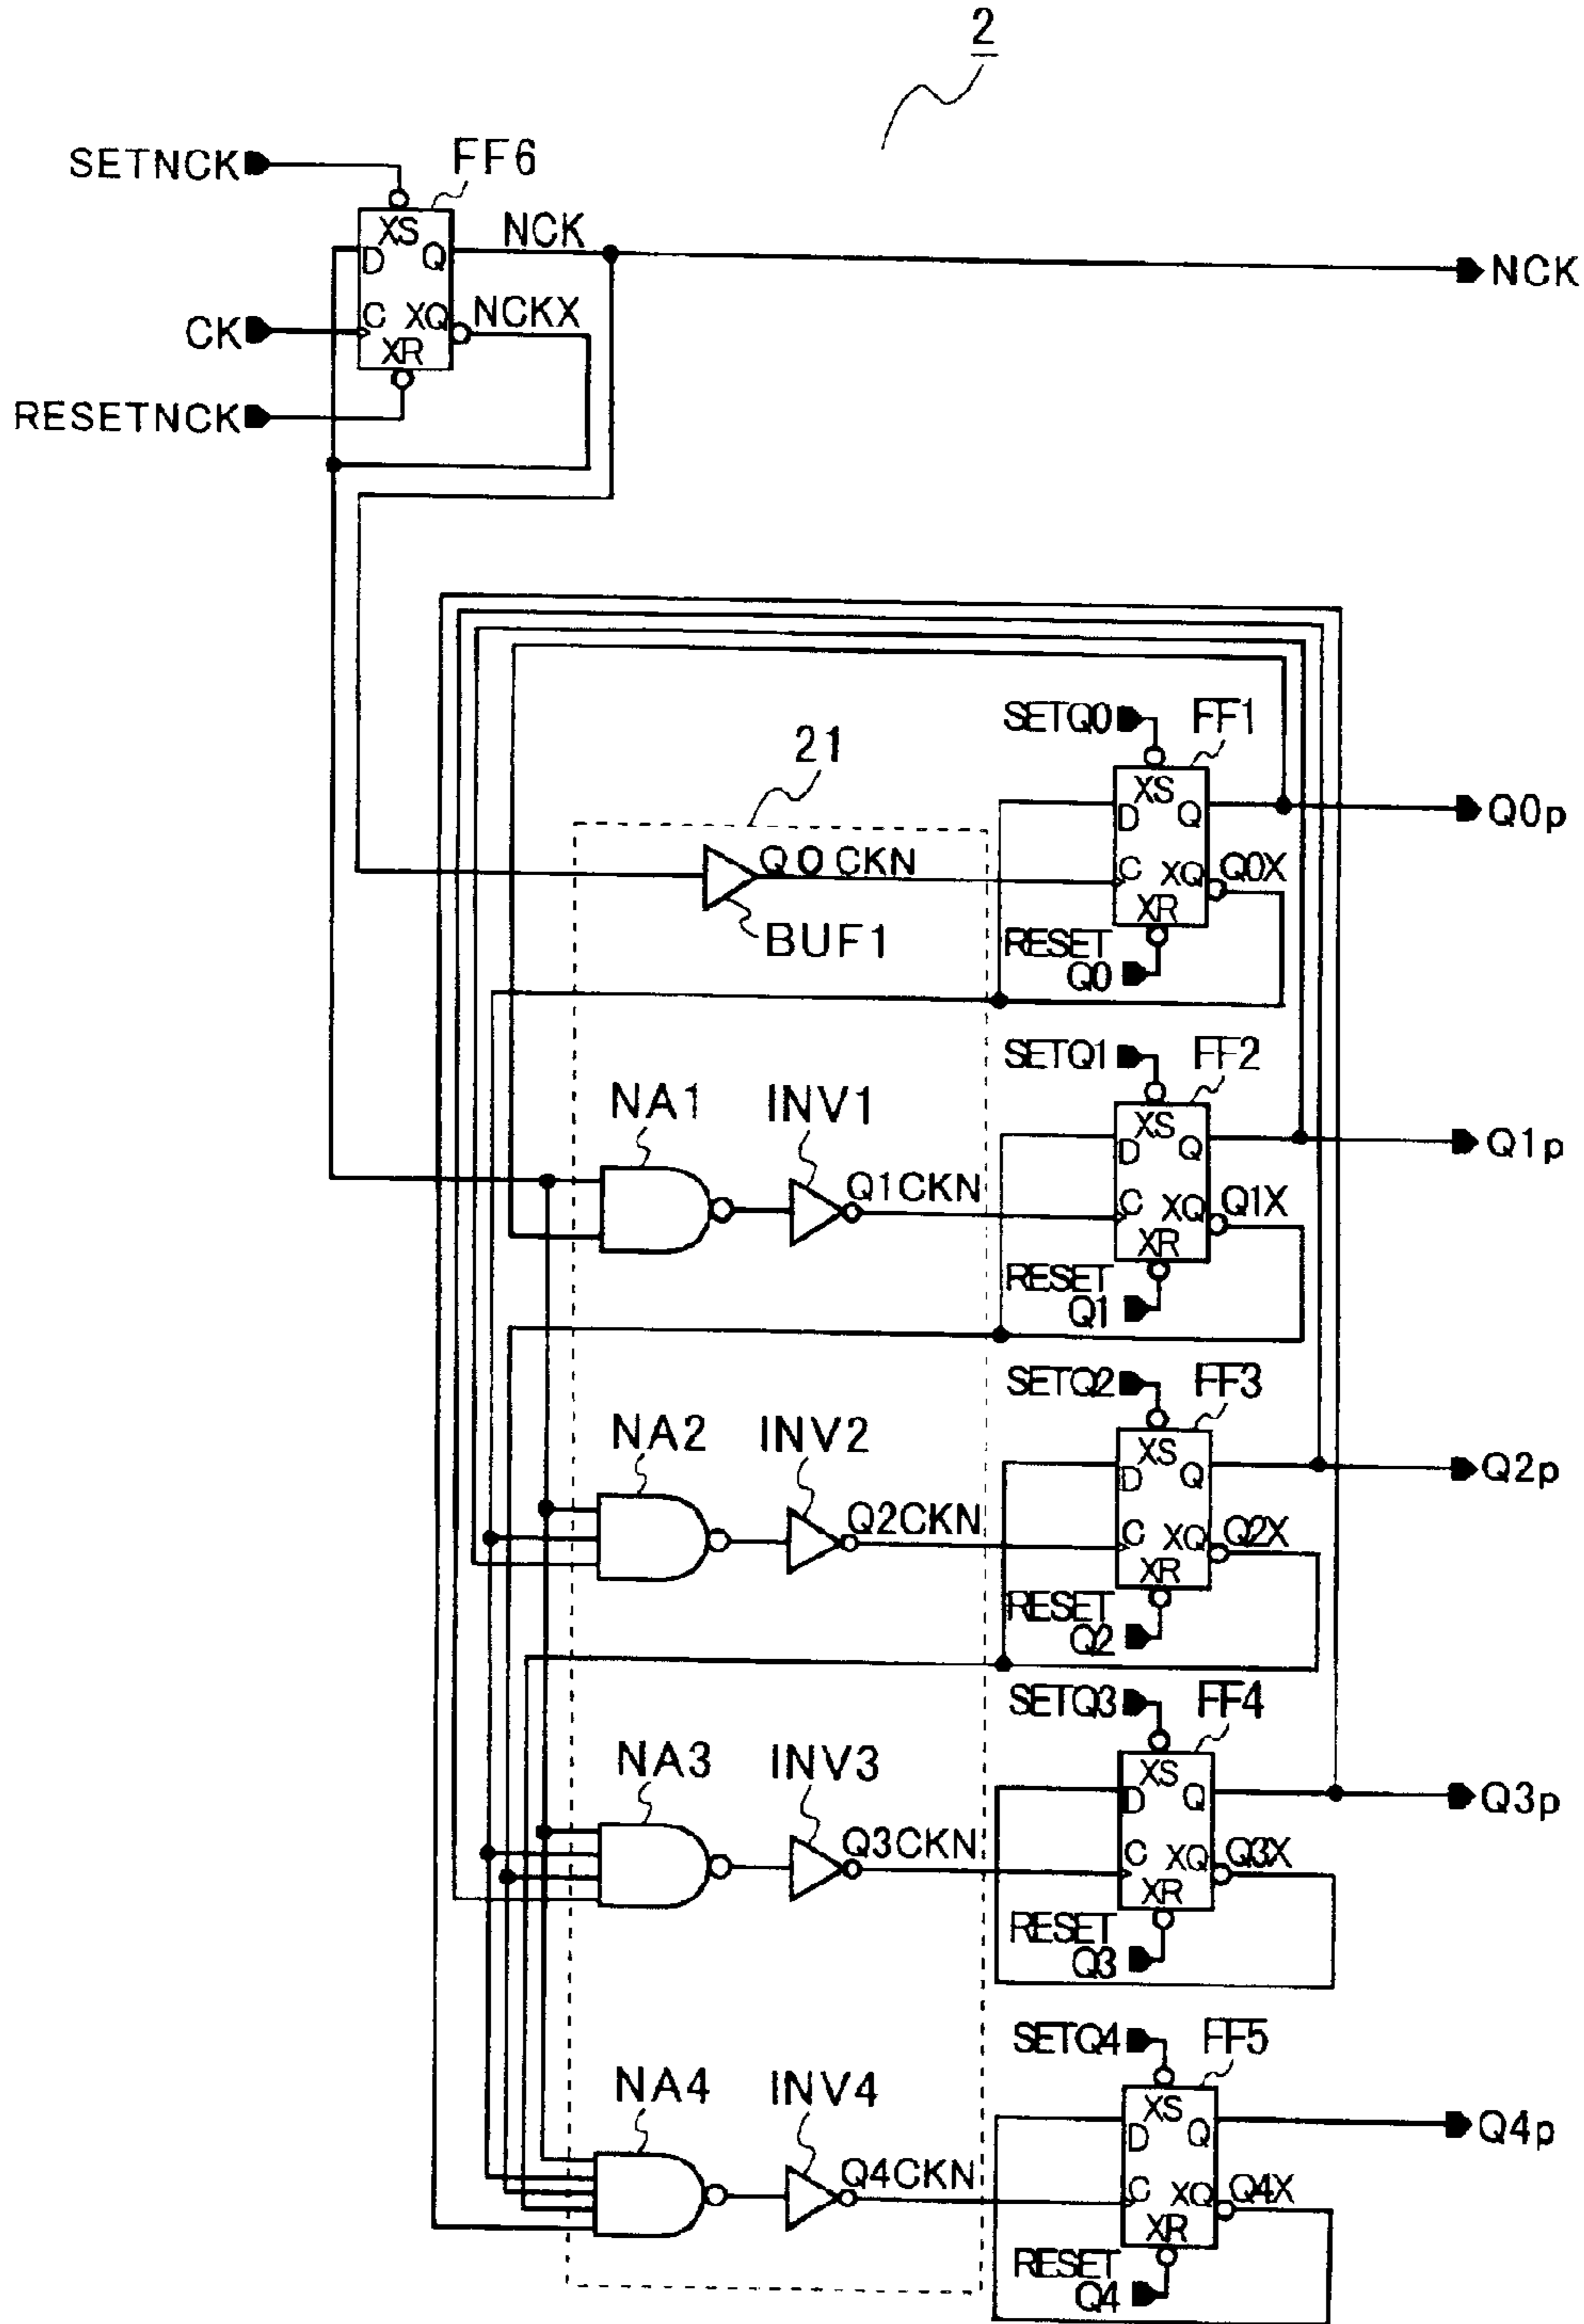 2
SETNCK
FF6
XS
D
Q
NCK
NCK
C
XQ
NCKX
CK
XR
RESETNCK
21
SETQ0
FF1
XS
D
Q
Q0p
Q0CKN
C
XQ
Q0X
BUF1
XR
RESET
Q0
SETQ1
FF2
NA1
INV1
XS
D
Q
Q1p
Q1CKN
C
XQ
Q1X
XR
RESET
Q1
SETQ2
FF3
NA2
INV2
XS
D
Q
Q2p
Q2CKN
C
XQ
Q2X
XR
RESET
Q2
SETQ3
FF4
NA3
INV3
XS
D
Q
Q3p
Q3CKN
C
XQ
Q3X
XR
RESET
Q3
SETQ4
FF5
NA4
INV4
XS
D
Q
Q4p
Q4CKN
C
XQ
Q4X
XR
RESET
Q4